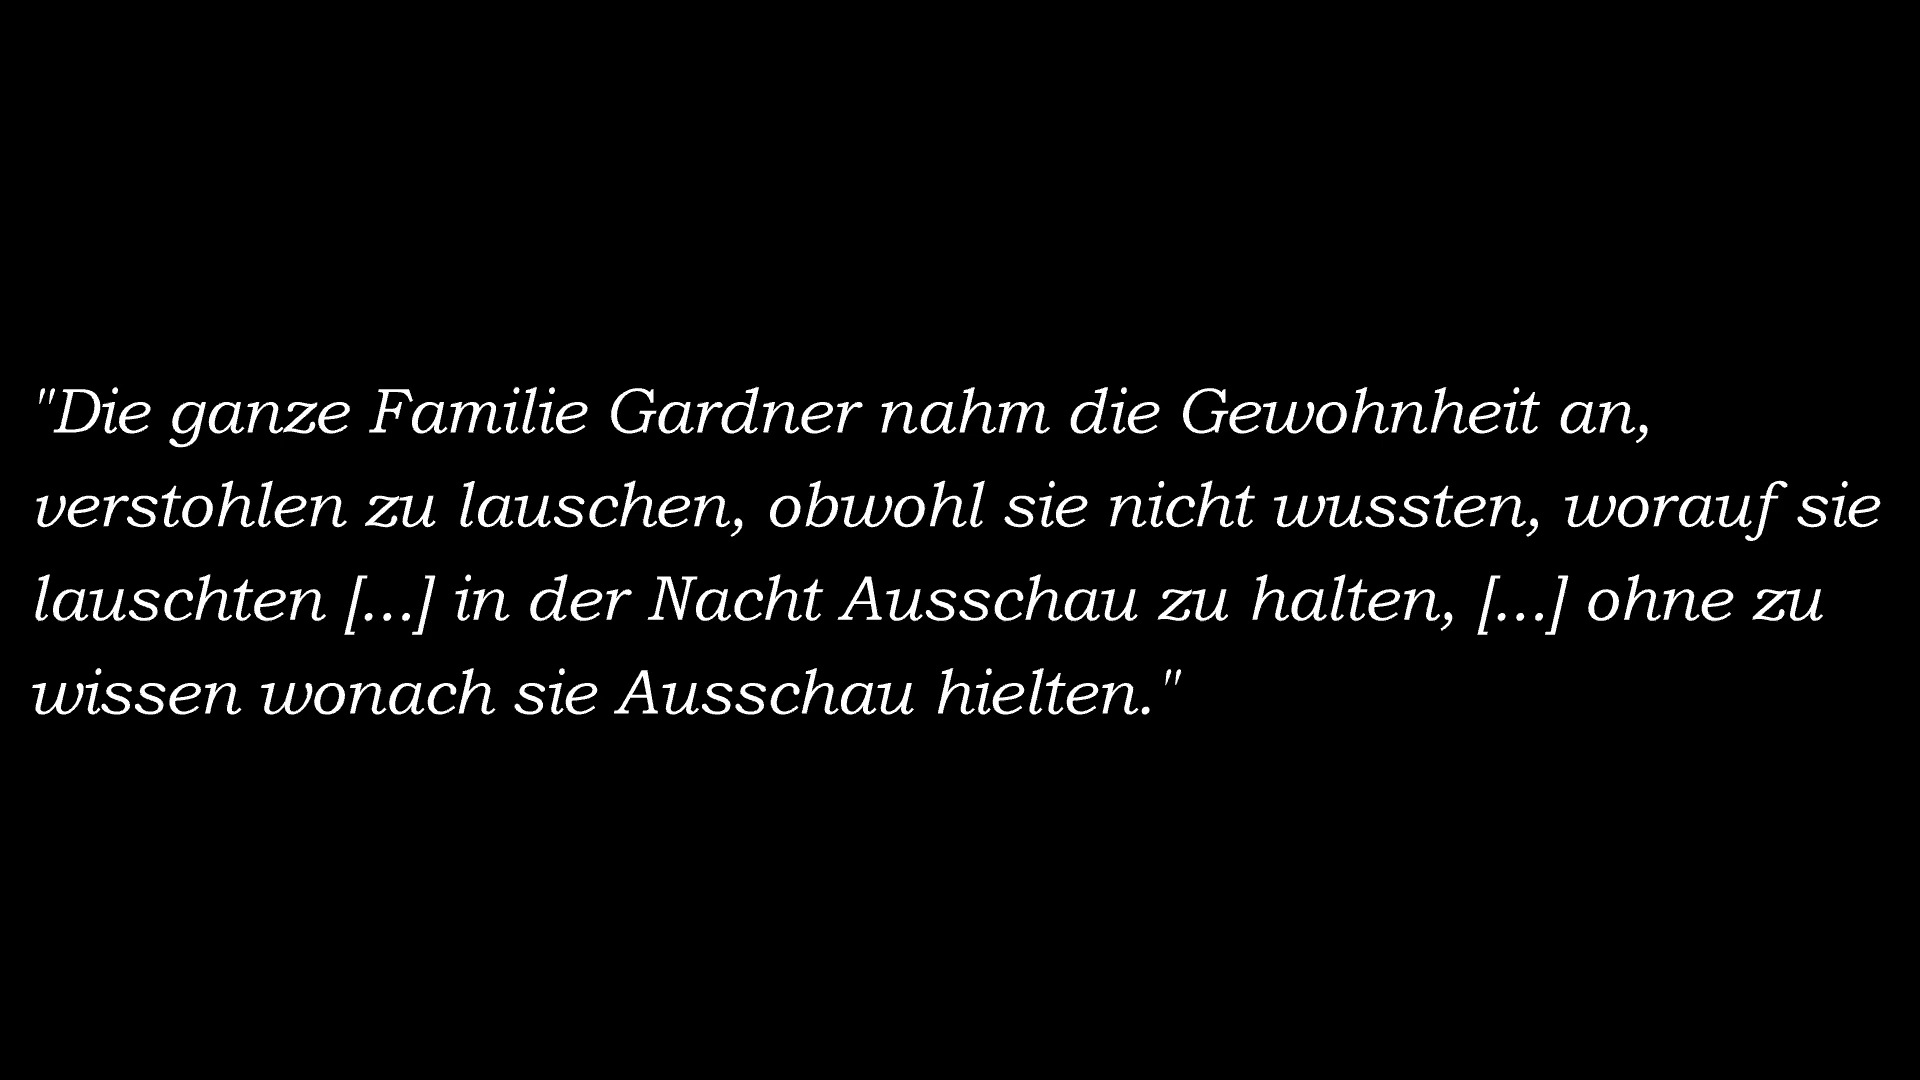 "Die ganze Familie Gardner nahm die Gewohnheit an,
verstohlen zu lauschen, obwohl sie nicht wussten, worauf sie
lauschten [...] in der Nacht Ausschau zu halten, [...] ohne zu
wissen wonach sie Ausschau hielten."